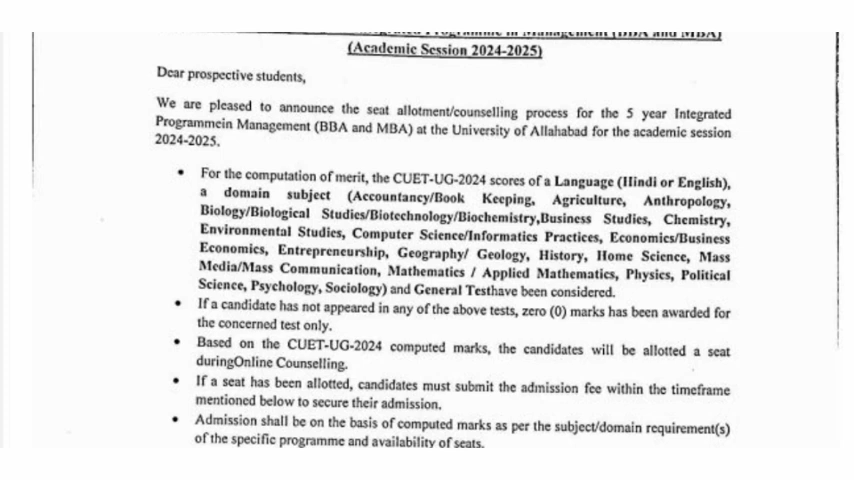 Integrated Programme in Management (BBA and MBA)
(Academic Session 2024-2025)
Dear prospective students,
We are pleased to announce the seat allotment/counselling process for the 5 year Integrated
Programmein Management (BBA and MBA) at the University of Allahabad for the academic session
2024-2025.
• For the computation of merit, the CUET-UG-2024 scores of a Language (Hindi or English),
a domain subject (Accountancy/Book Keeping, Agriculture, Anthropology,
Biology/Biological Studies/Biotechnology/Biochemistry,Business Studies, Chemistry,
Environmental Studies, Computer Science/Informatics Practices, Economics/Business
Economics, Entrepreneurship, Geography/ Geology, History, Home Science, Mass
Media/Mass Communication, Mathematics / Applied Mathematics, Physics, Political
Science, Psychology, Sociology) and General Testhave been considered.
• If a candidate has not appeared in any of the above tests, zero (0) marks has been awarded for
the concerned test only.
• Based on the CUET-UG-2024 computed marks, the candidates will be allotted a seat
duringOnline Counselling.
• If a seat has been allotted, candidates must submit the admission fee within the timeframe
mentioned below to secure their admission.
• Admission shall be on the basis of computed marks as per the subject/domain requirement(s)
of the specific programme and availability of seats.